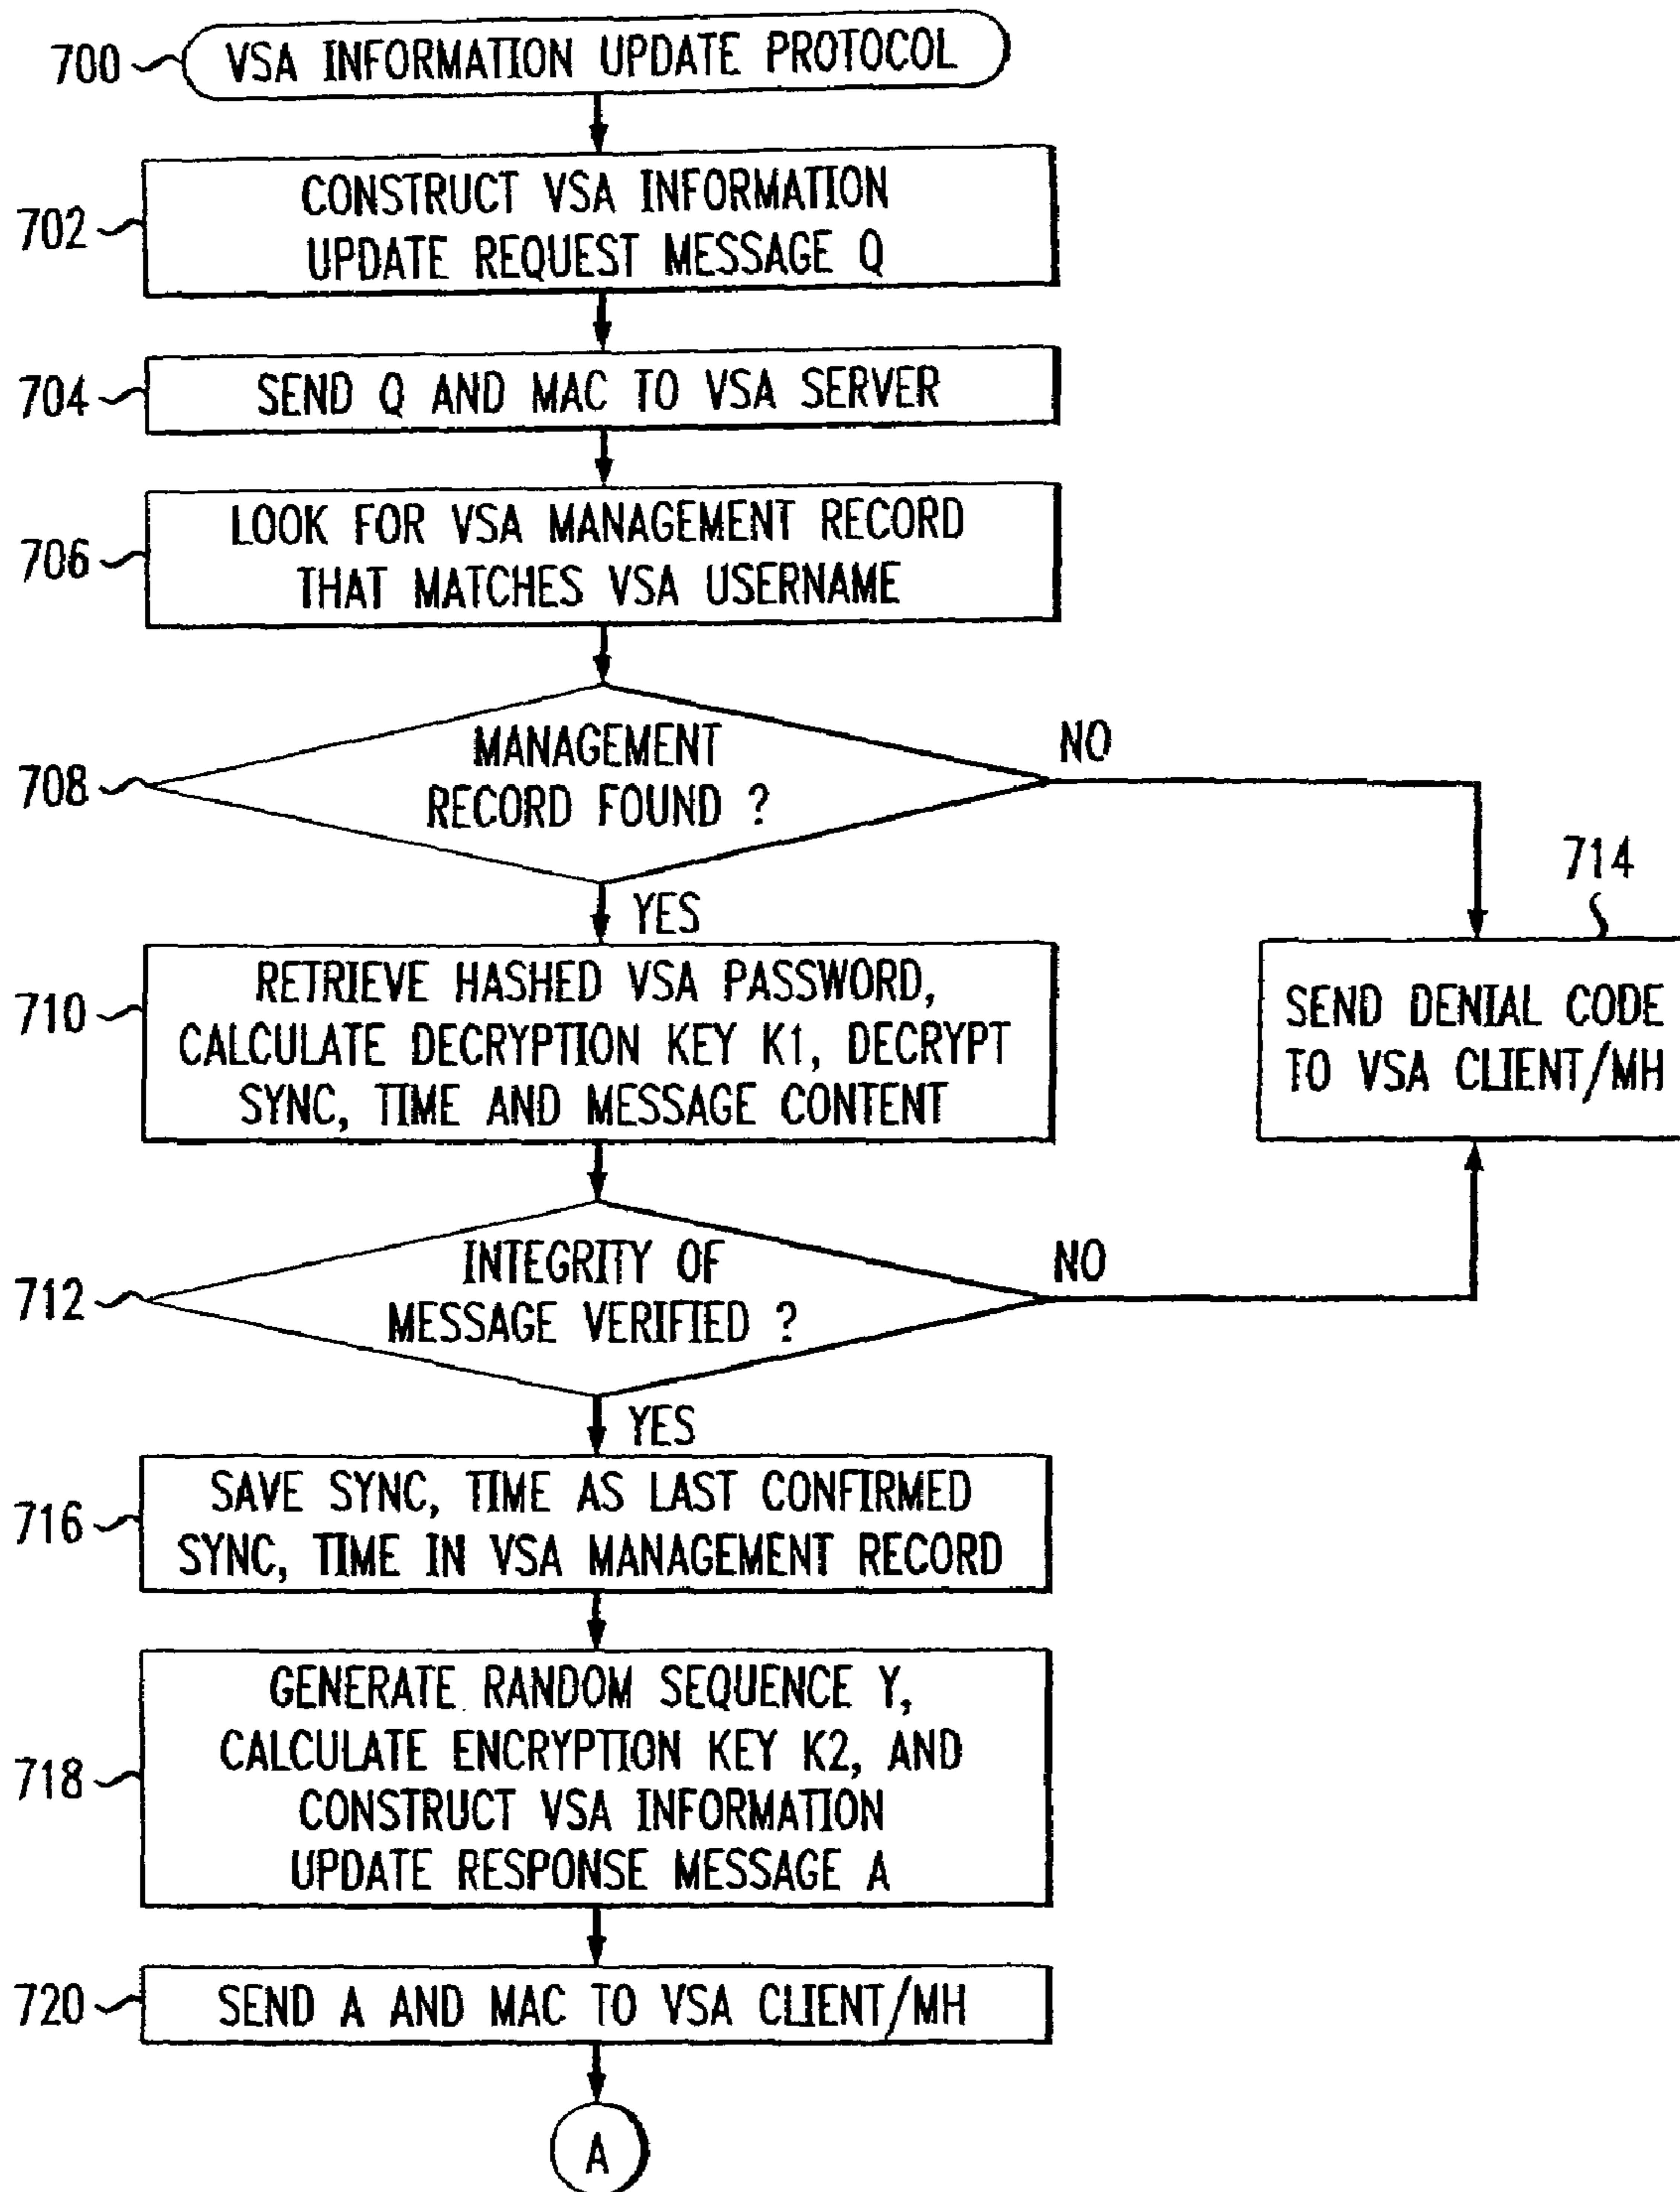 700
VSA INFORMATION UPDATE PROTOCOL
702
CONSTRUCT VSA INFORMATION
UPDATE REQUEST MESSAGE Q
704
SEND Q AND MAC TO VSA SERVER
706
LOOK FOR VSA MANAGEMENT RECORD
THAT MATCHES VSA USERNAME
708
MANAGEMENT
RECORD FOUND ?
NO
YES
714
SEND DENIAL CODE
TO VSA CLIENT/MH
710
RETRIEVE HASHED VSA PASSWORD,
CALCULATE DECRYPTION KEY K1, DECRYPT
SYNC, TIME AND MESSAGE CONTENT
712
INTEGRITY OF
MESSAGE VERIFIED ?
NO
YES
716
SAVE SYNC, TIME AS LAST CONFIRMED
SYNC, TIME IN VSA MANAGEMENT RECORD
718
GENERATE RANDOM SEQUENCE Y,
CALCULATE ENCRYPTION KEY K2, AND
CONSTRUCT VSA INFORMATION
UPDATE RESPONSE MESSAGE A
720
SEND A AND MAC TO VSA CLIENT/MH
A